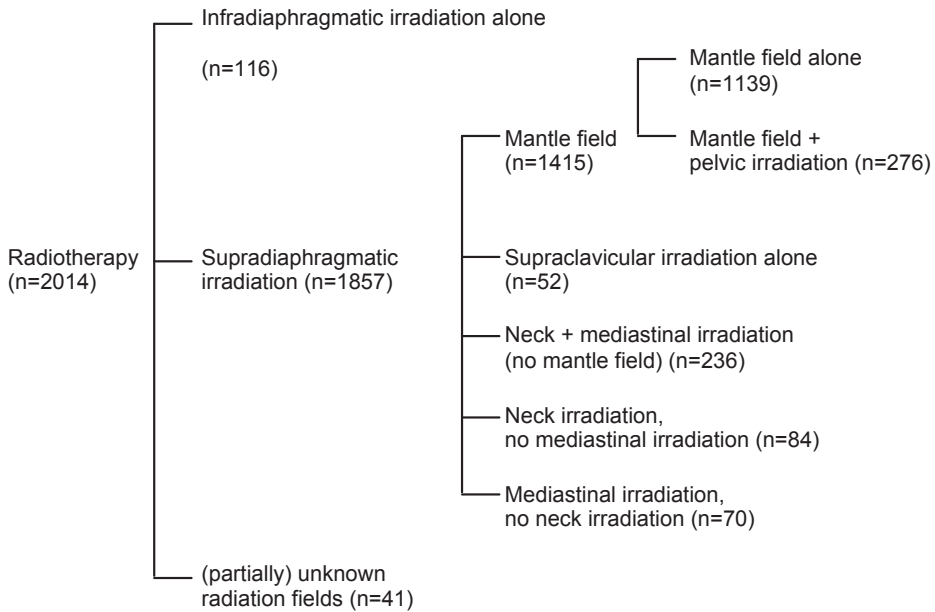 Infradiaphragmatic irradiation alone
(n=116)
Mantle field alone
(n=1139)
Mantle field
(n=1415)
Mantle field +
pelvic irradiation (n=276)
Radiotherapy
(n=2014)
Supradiaphragmatic
irradiation (n=1857)
Supraclavicular irradiation alone
(n=52)
Neck + mediastinal irradiation
(no mantle field) (n=236)
Neck irradiation,
no mediastinal irradiation (n=84)
Mediastinal irradiation,
no neck irradiation (n=70)
(partially) unknown
radiation fields (n=41)